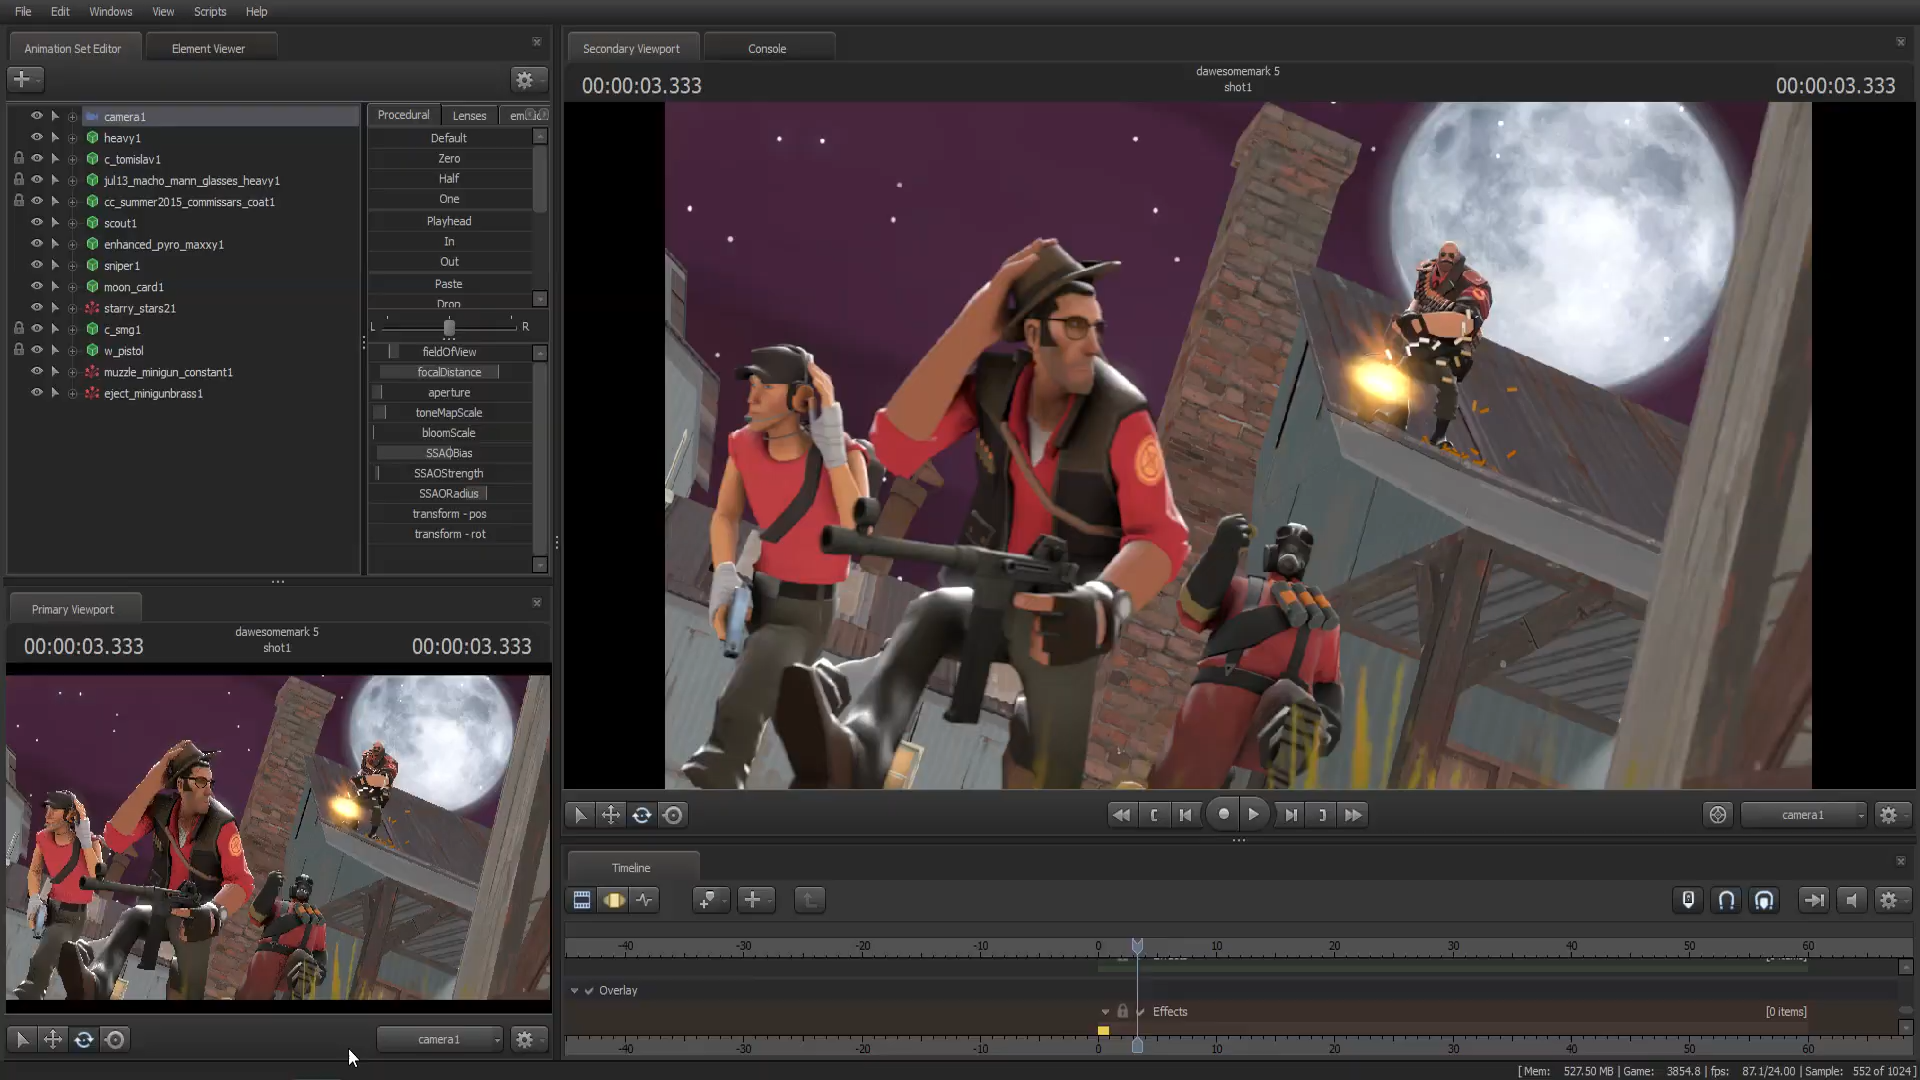 File Edit Windows View Scripts Help
Animation Set Editor Element Viewer
camera1
heavy1
c_tomislav1
jul13_macho_mann_glasses_heavy1
cc_summer2015_commissars_coat1
scout1
enhanced_pyro_maxxy1
sniper1
moon_card1
starry_stars21
c_smg1
w_pistol
muzzle_minigun_constant1
eject_minigunbrass1
Procedural Lenses
Default
Zero
Half
One
Playhead
In
Out
Paste
Drop
L R
fieldOfView
focalDistance
aperture
toneMapScale
bloomScale
SSAOBias
SSAOStrength
SSAORadius
transform - pos
transform - rot
Primary Viewport
00:00:03.333 dawesomemark 5 00:00:03.333
shot1
camera1
Secondary Viewport Console
00:00:03.333 dawesomemark 5 00:00:03.333
shot1
camera1
Timeline
-40 -30 -20 -10 0 10 20 30 40 50 60
Overlay
Effects [0 items]
-40 -30 -20 -10 0 10 20 30 40 50 60
[ Mem: 527.50 MB | Game: 3854.8 | fps: 87.1/24.00 | Sample: 552 of 1024 ]